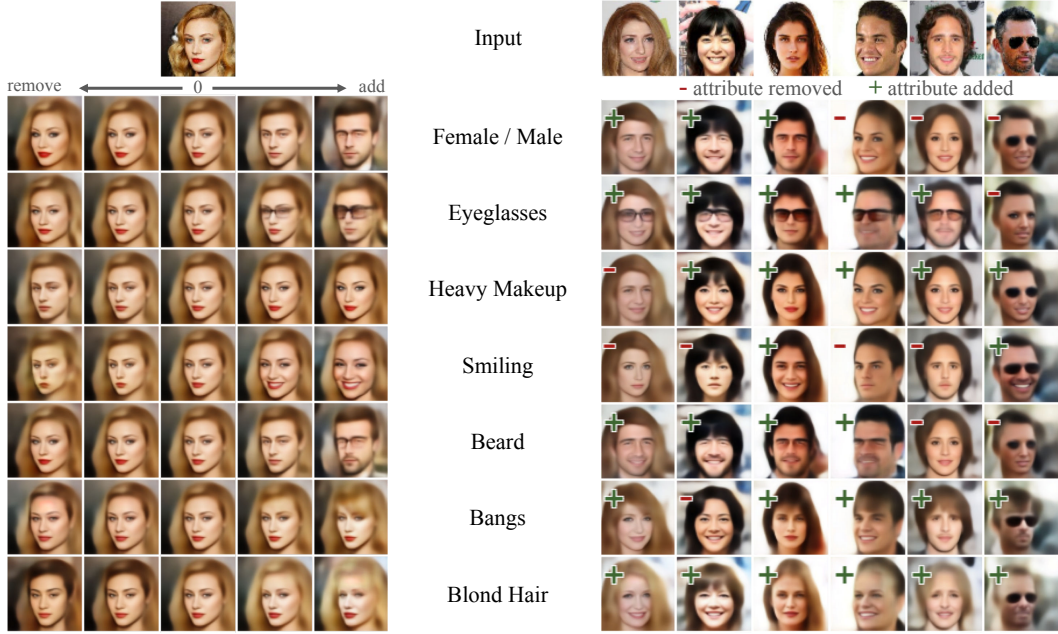 Input
remove 0 add
- attribute removed + attribute added
Female / Male
Eyeglasses
Heavy Makeup
Smiling
Beard
Bangs
Blond Hair